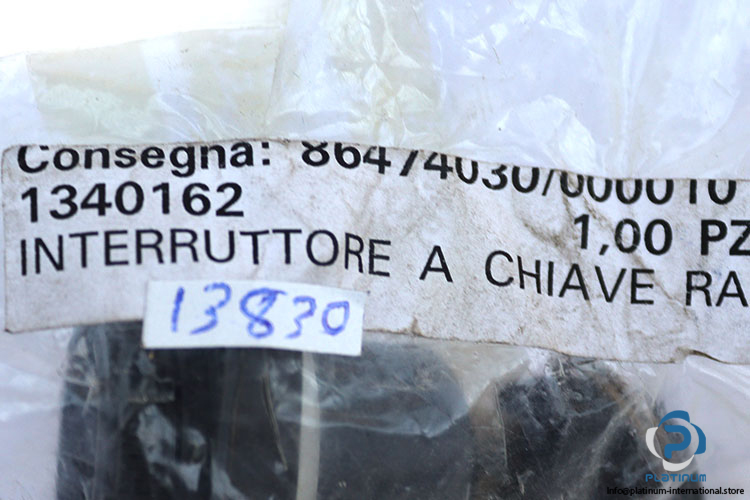 Consegna: 86474030/000010
1340162
1,00 PZ
INTERRUTTORE A CHIAVE RA
13830
PLATINUM
info@platinum-international.store